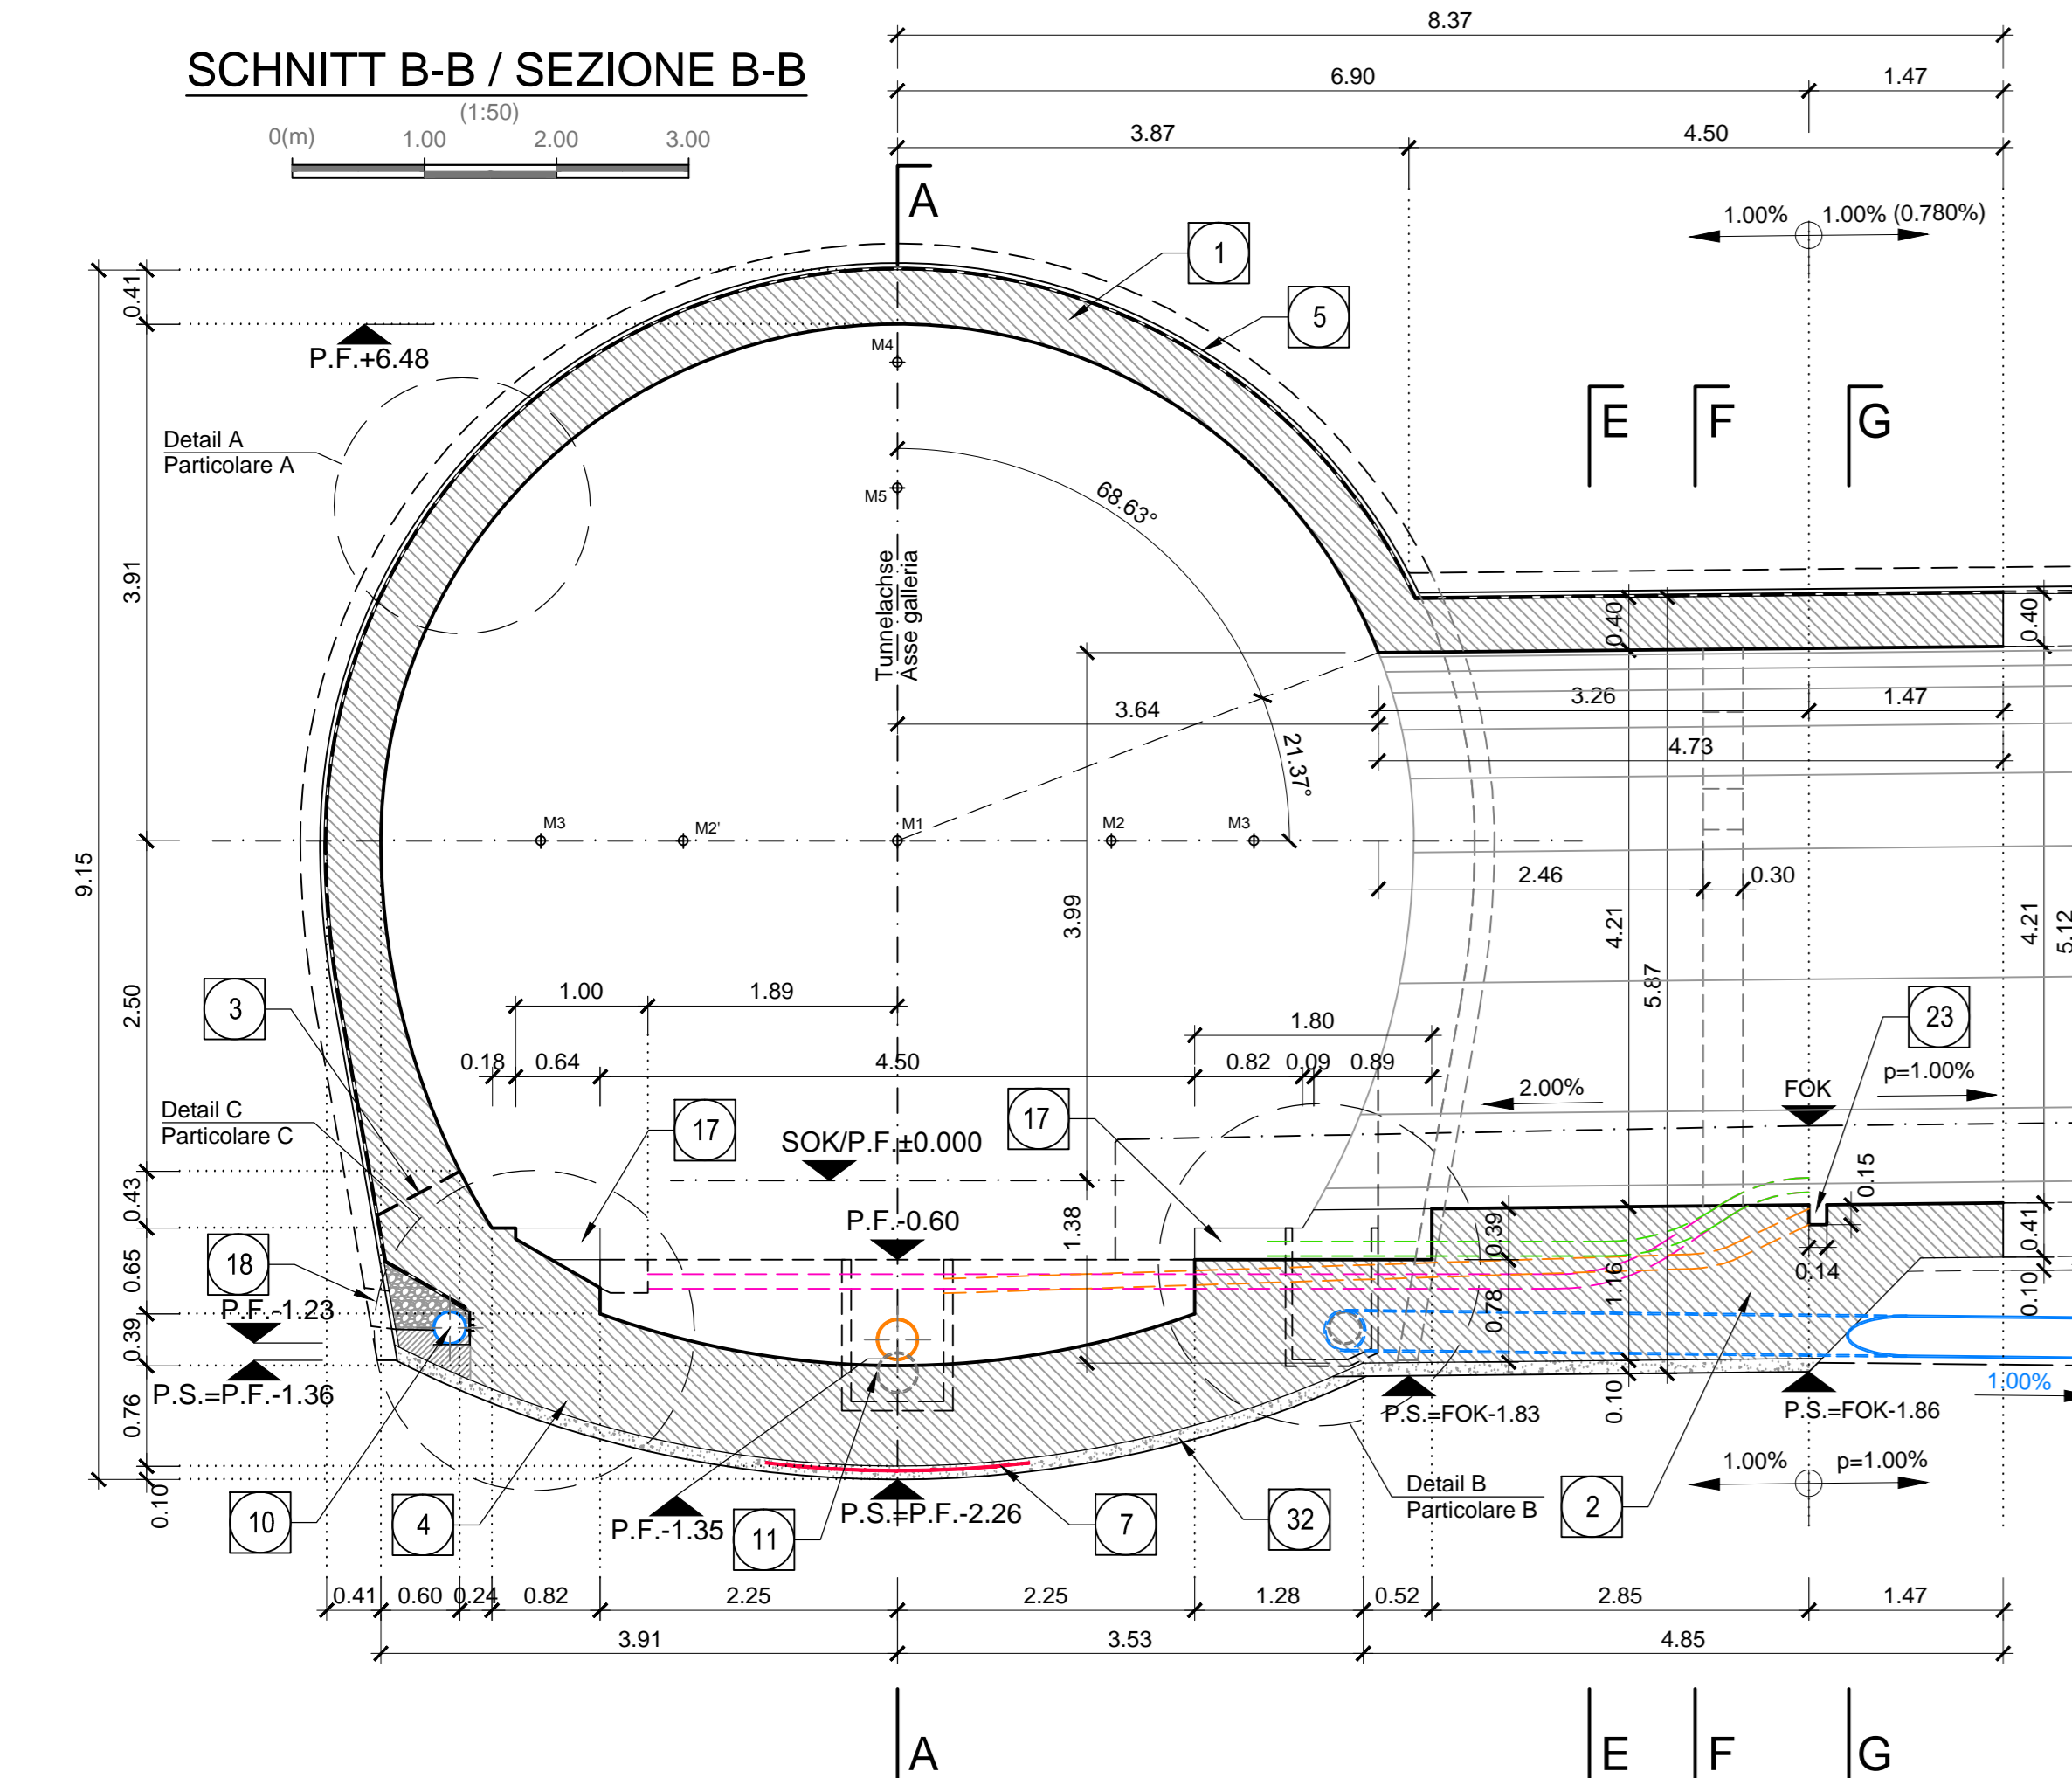 8.37
SCHNITT B-B / SEZIONE B-B
6.90 1.47
(1:50)
0(m) 1.00 2.00 3.00
3.87 4.50
A
1.00% 1.00% (0.780%)
1
0.41
5
P.F.+6.48
M4
E F G
Detail A
Particolare A
M5
68.63°
Tunnelachse
Asse galleria
3.91
0.40 0.40
3.26 1.47
3.64
4.73
21.37°
M3 M2' M1 M2 M3
9.15
2.46 0.30
3.99 4.21 4.21 5.12
5.87
2.50
3
1.00 1.89
1.80
23
0.18 0.64 4.50 0.82 0.09 0.89
p=1.00%
2.00% FOK
Detail C
Particolare C
17 17
SOK/P.F.±0.000
0.15
0.43
P.F.-0.60
1.38 0.39 0.41
0.65
18
0.14
1.16
0.78
0.10
P.F.-1.23
0.39
P.S.=P.F.-1.36
1.00%
0.10
P.S.=FOK-1.83 P.S.=FOK-1.86
0.76
1.00% p=1.00%
Detail B
Particolare B
0.10
10 4 P.F.-1.35 11 P.S.=P.F.-2.26 7 32 2
0.41 0.60 0.24 0.82 2.25 2.25 1.28 0.52 2.85 1.47
3.91 3.53 4.85
A E F G